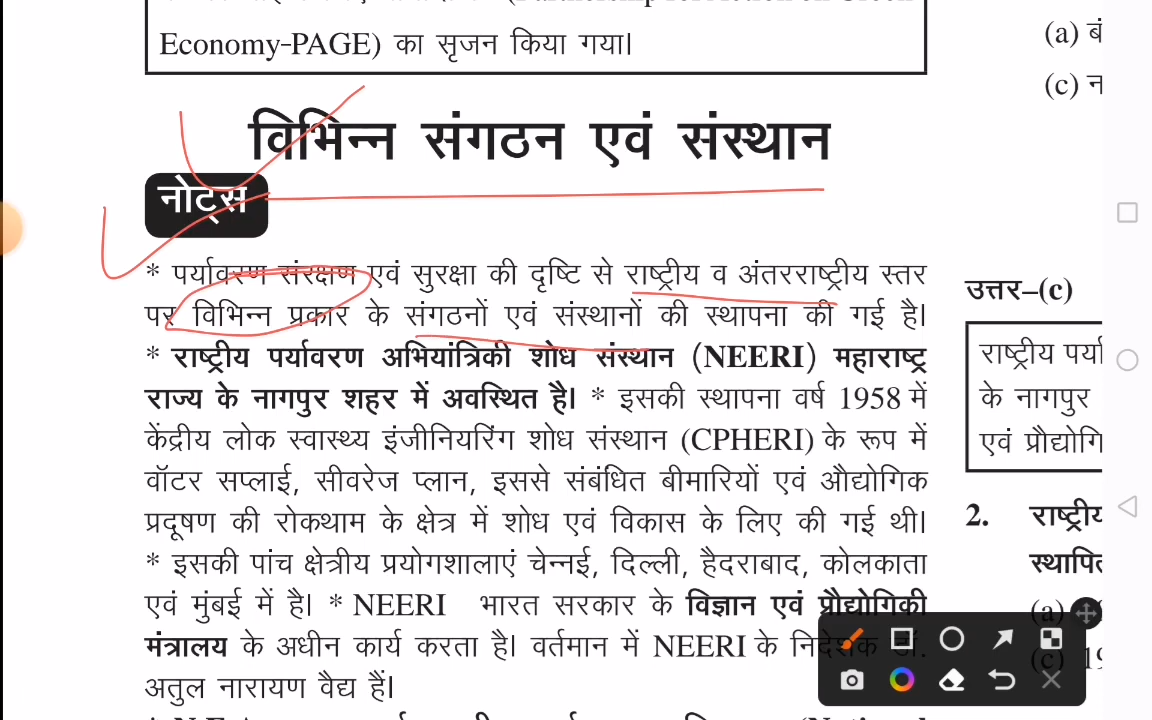 Economy-PAGE) का सृजन किया गया।
विभिन्न संगठन एवं संस्थान
नोट्स
* पर्यावरण संरक्षण एवं सुरक्षा की दृष्टि से राष्ट्रीय व अंतरराष्ट्रीय स्तर
पर विभिन्न प्रकार के संगठनों एवं संस्थानों की स्थापना की गई है।
* राष्ट्रीय पर्यावरण अभियांत्रिकी शोध संस्थान (NEERI) महाराष्ट्र
राज्य के नागपुर शहर में अवस्थित है। * इसकी स्थापना वर्ष 1958 में
केंद्रीय लोक स्वास्थ्य इंजीनियरिंग शोध संस्थान (CPHERI) के रूप में
वॉटर सप्लाई, सीवरेज प्लान, इससे संबंधित बीमारियों एवं औद्योगिक
प्रदूषण की रोकथाम के क्षेत्र में शोध एवं विकास के लिए की गई थी।
* इसकी पांच क्षेत्रीय प्रयोगशालाएं चेन्नई, दिल्ली, हैदराबाद, कोलकाता
एवं मुंबई में है। * NEERI भारत सरकार के विज्ञान एवं प्रौद्योगिकी
मंत्रालय के अधीन कार्य करता है। वर्तमान में NEERI के निदेशक डॉ.
अतुल नारायण वैद्य हैं।
(a) बं
(c) न
उत्तर–(c)
राष्ट्रीय पर्या
के नागपुर
एवं प्रौद्योगि
2. राष्ट्रीय
स्थापित
(a)
(c) 19